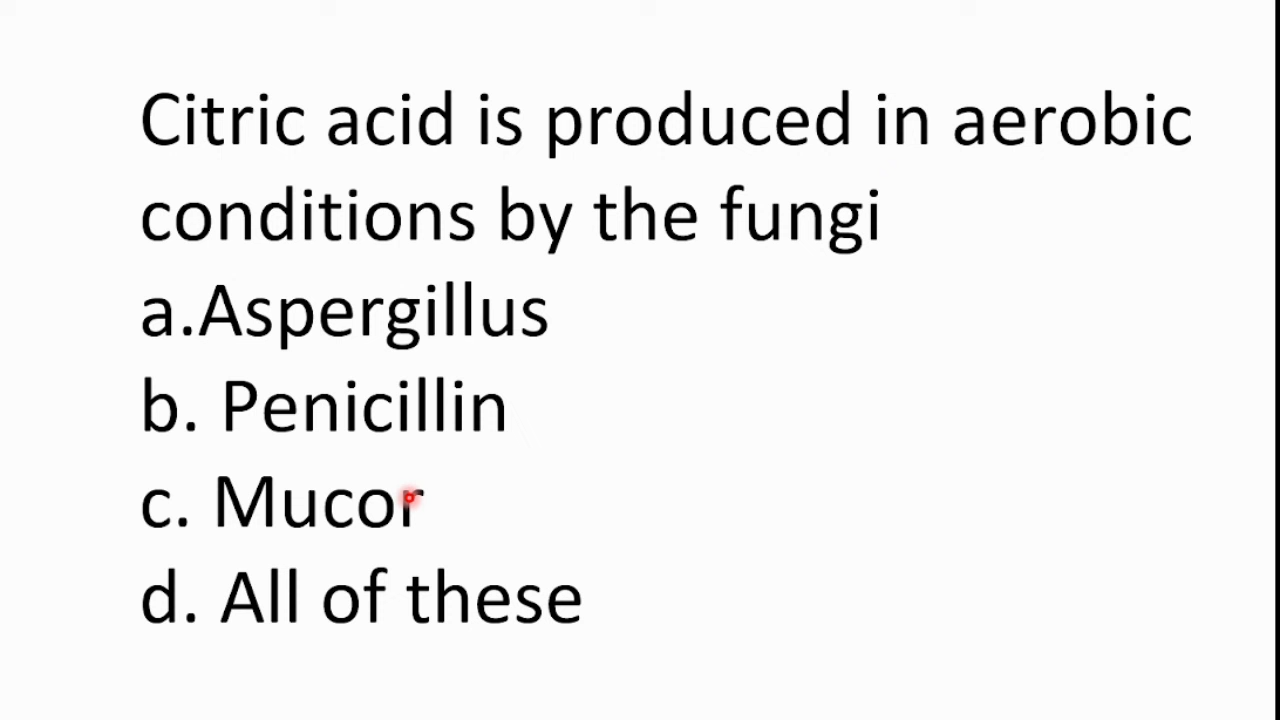 Citric acid is produced in aerobic
conditions by the fungi
a.Aspergillus
b. Penicillin
c. Mucor
d. All of these